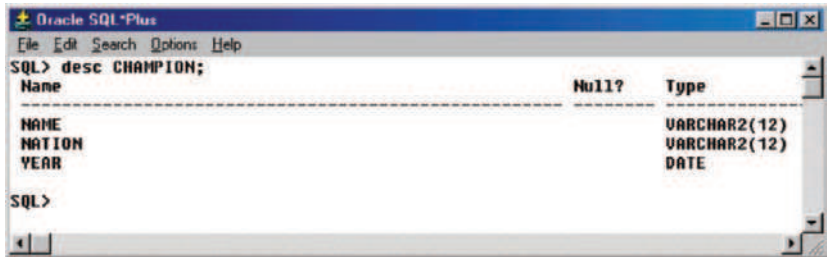 Oracle SQL*Plus
File Edit Search Options Help
SQL> desc CHAMPION;
Name Null? Type
----------------------------------------------------- -------- ------------
NAME VARCHAR2(12)
NATION VARCHAR2(12)
YEAR DATE
SQL>